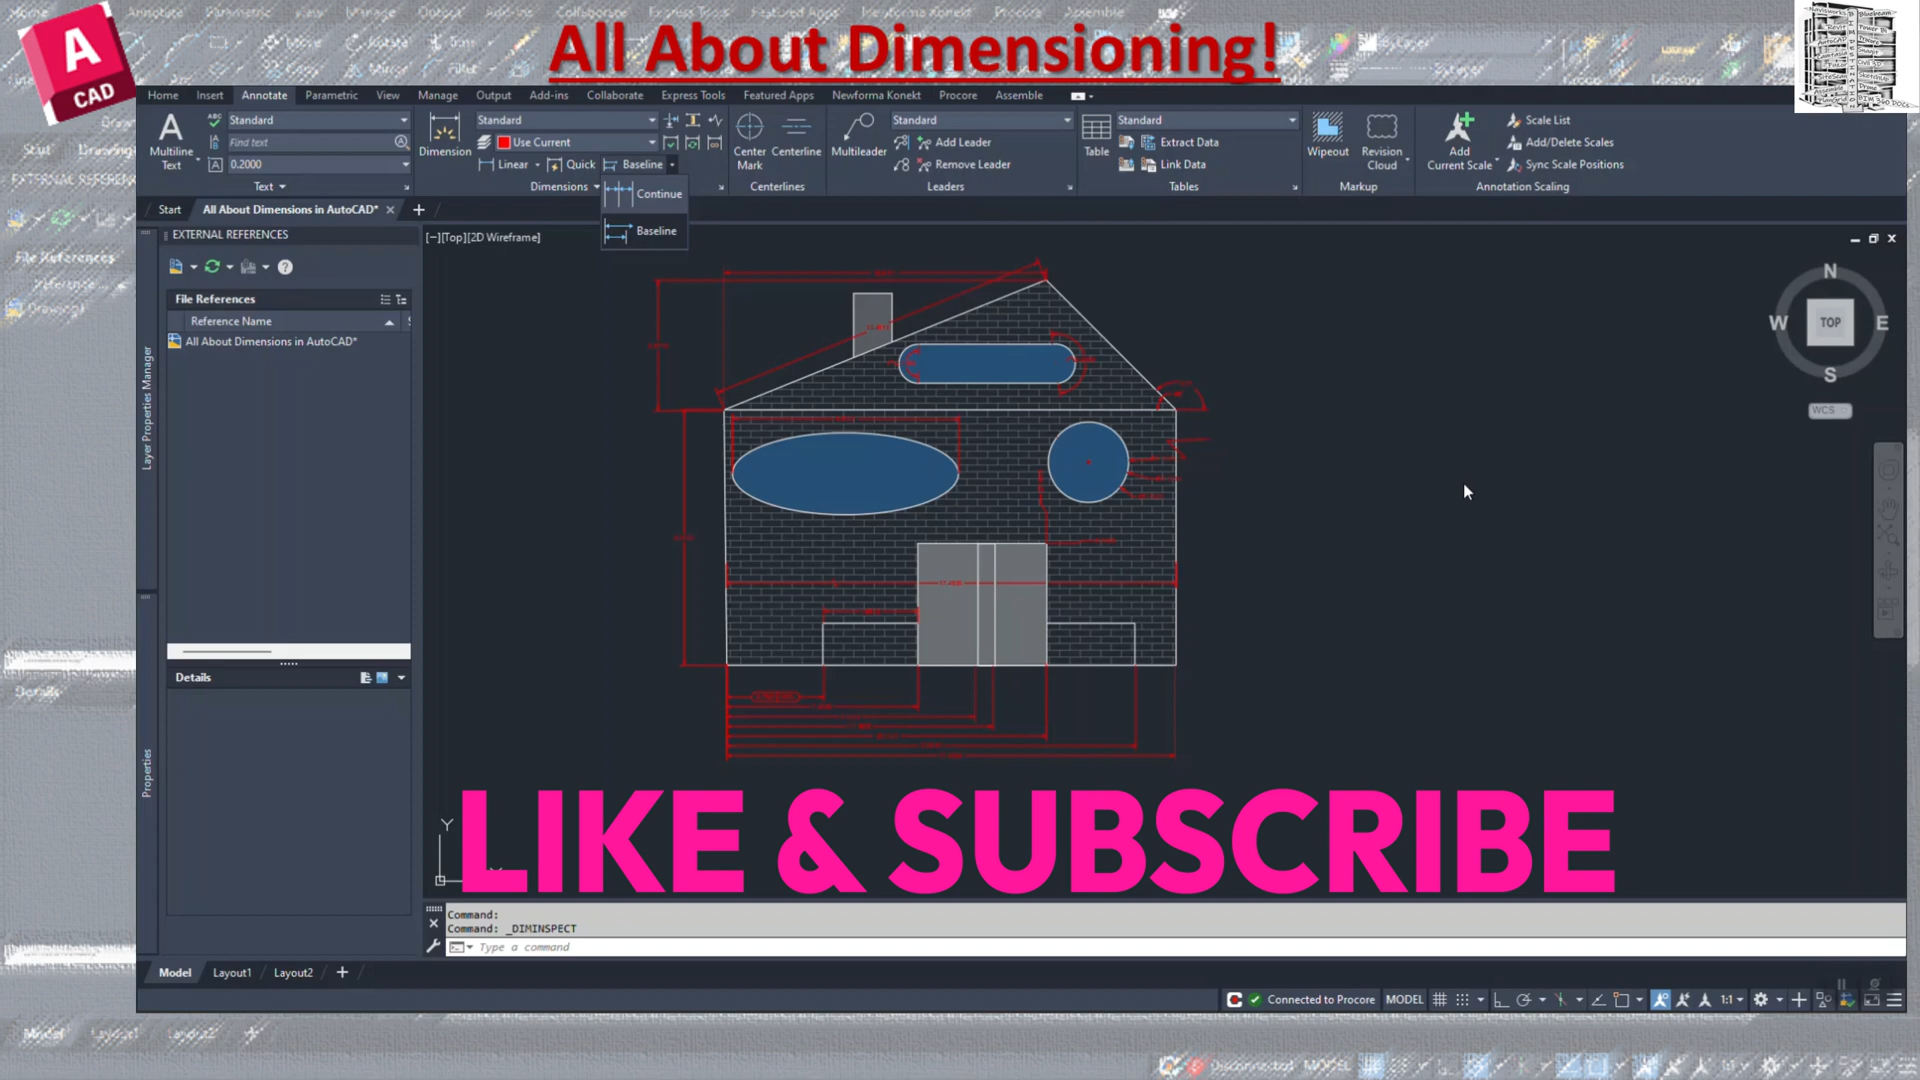 All About Dimensioning!
A
CAD
Home Insert Annotate Parametric View Manage Output Add-ins Collaborate Express Tools Featured Apps Newforma Konekt Procore Assemble
Multiline Text
Standard
Find text
0.2000
Text
Dimension
Standard
Use Current
Linear Quick Baseline
Dimensions
Continue
Baseline
Center Mark
Centerline
Centerlines
Multileader
Standard
Add Leader
Remove Leader
Leaders
Table
Standard
Extract Data
Link Data
Tables
Wipeout
Revision Cloud
Markup
Add Current Scale
Scale List
Add/Delete Scales
Sync Scale Positions
Annotation Scaling
Start All About Dimensions in AutoCAD*
EXTERNAL REFERENCES
[−][Top][2D Wireframe]
File References
Reference Name
All About Dimensions in AutoCAD*
Layer Properties Manager
Details
Properties
N
W TOP E
S
WCS
Y
LIKE & SUBSCRIBE
Command:
Command: _DIMINSPECT
Type a command
Model Layout1 Layout2
Connected to Procore MODEL 1:1